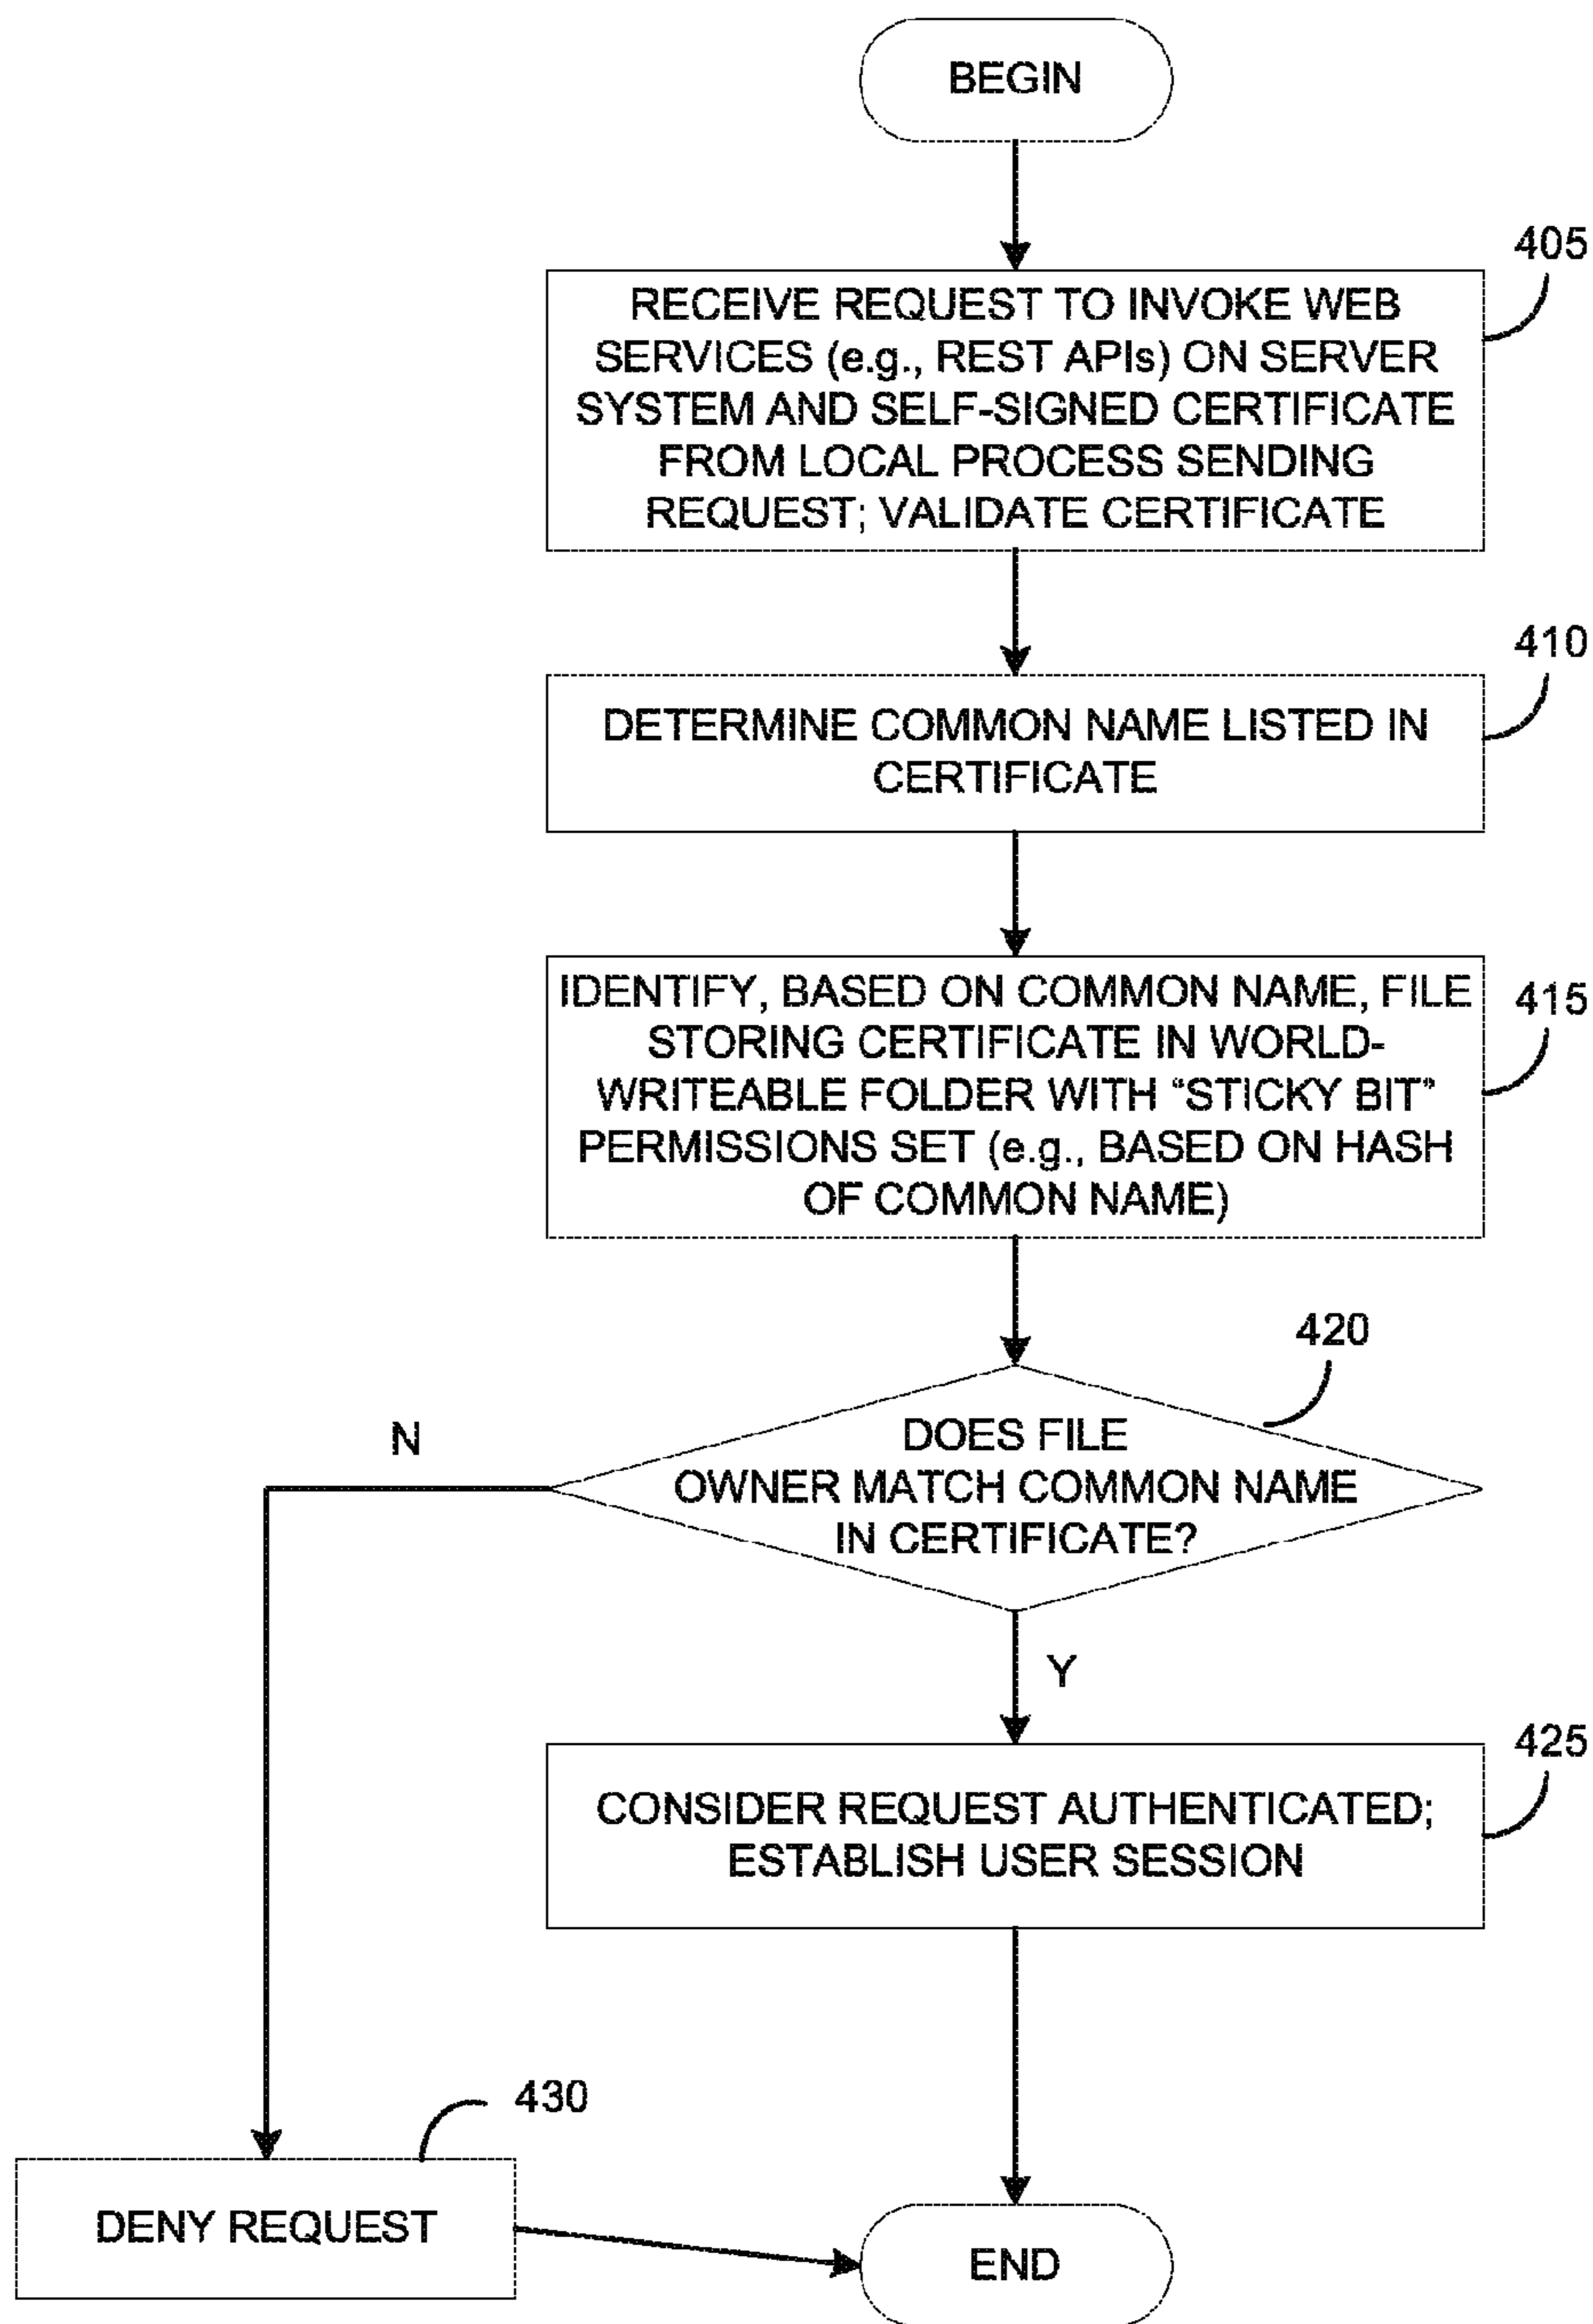 BEGIN
405
RECEIVE REQUEST TO INVOKE WEB
SERVICES (e.g., REST APIs) ON SERVER
SYSTEM AND SELF-SIGNED CERTIFICATE
FROM LOCAL PROCESS SENDING
REQUEST; VALIDATE CERTIFICATE
410
DETERMINE COMMON NAME LISTED IN
CERTIFICATE
415
IDENTIFY, BASED ON COMMON NAME, FILE
STORING CERTIFICATE IN WORLD-
WRITEABLE FOLDER WITH “STICKY BIT”
PERMISSIONS SET (e.g., BASED ON HASH
OF COMMON NAME)
420
DOES FILE
OWNER MATCH COMMON NAME
IN CERTIFICATE?
N
Y
425
CONSIDER REQUEST AUTHENTICATED;
ESTABLISH USER SESSION
430
DENY REQUEST
END